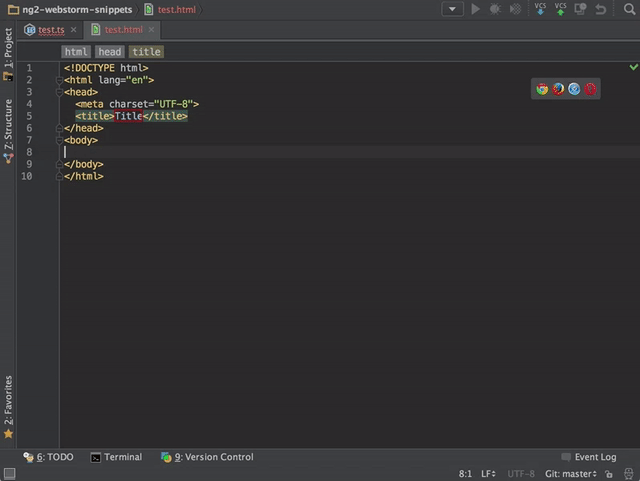 ng2-webstorm-snippets test.html
VCS VCS
test.ts test.html
html head title
1 <!DOCTYPE html>
2 <html lang="en">
3 <head>
4 <meta charset="UTF-8">
5 <title>Title</title>
6 </head>
7 <body>
8
9 </body>
10 </html>
1: Project
7: Structure
2: Favorites
6: TODO Terminal 9: Version Control Event Log
8:1 LF UTF-8 Git: master